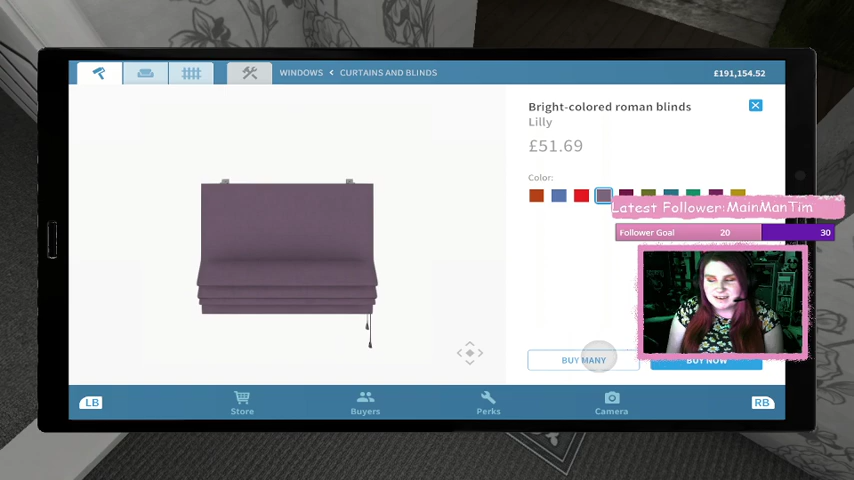 WINDOWS < CURTAINS AND BLINDS
£191,154.52
Bright-colored roman blinds
Lilly
£51.69
Color:
Latest Follower:MainManTim
Follower Goal 20 30
BUY MANY
BUY NOW
LB
Store
Buyers
Perks
Camera
RB